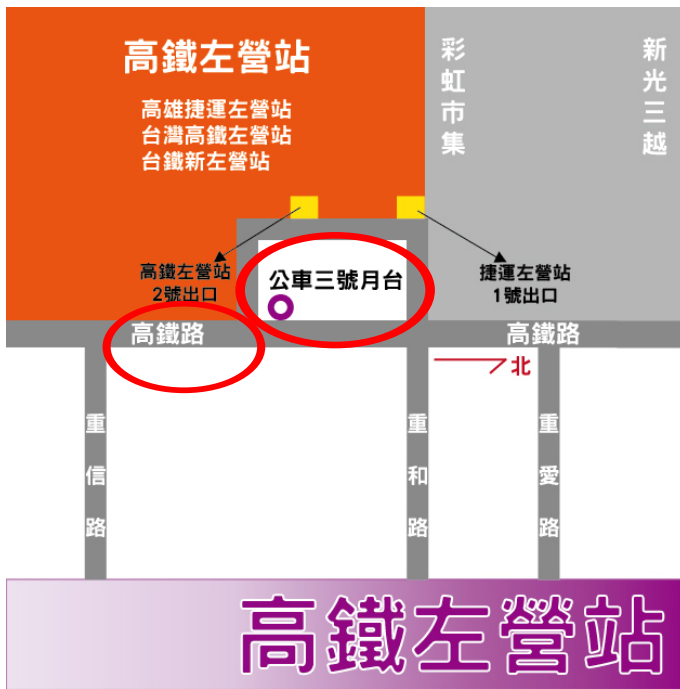 高鐵左營站
高雄捷運左營站
台灣高鐵左營站
台鐵新左營站
彩虹市集
新光三越
高鐵左營站
2號出口
公車三號月台
捷運左營站
1號出口
高鐵路
高鐵路
北
重信路
重和路
重愛路
高鐵左營站